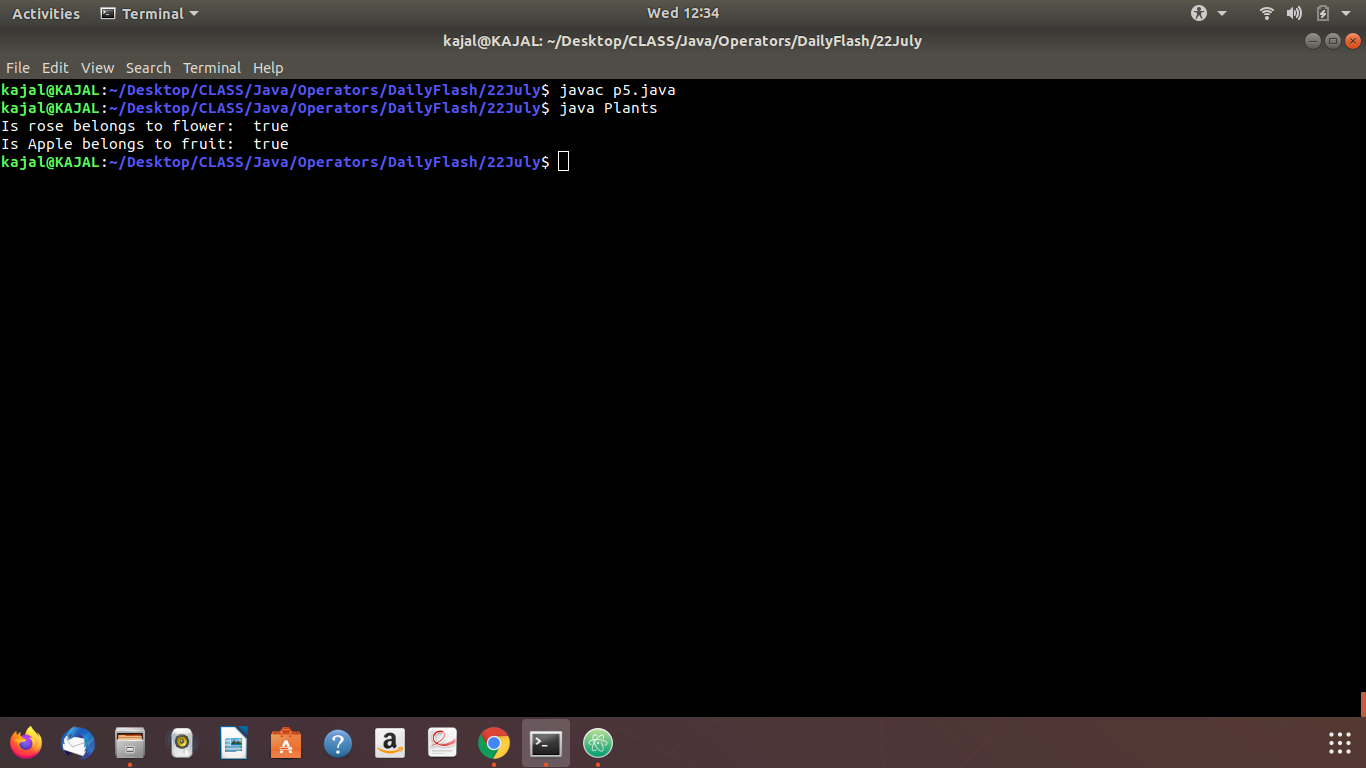 Activities Terminal Wed 12:34
kajal@KAJAL: ~/Desktop/CLASS/Java/Operators/DailyFlash/22July
File Edit View Search Terminal Help
kajal@KAJAL:~/Desktop/CLASS/Java/Operators/DailyFlash/22July$ javac p5.java
kajal@KAJAL:~/Desktop/CLASS/Java/Operators/DailyFlash/22July$ java Plants
Is rose belongs to flower:  true
Is Apple belongs to fruit:  true
kajal@KAJAL:~/Desktop/CLASS/Java/Operators/DailyFlash/22July$